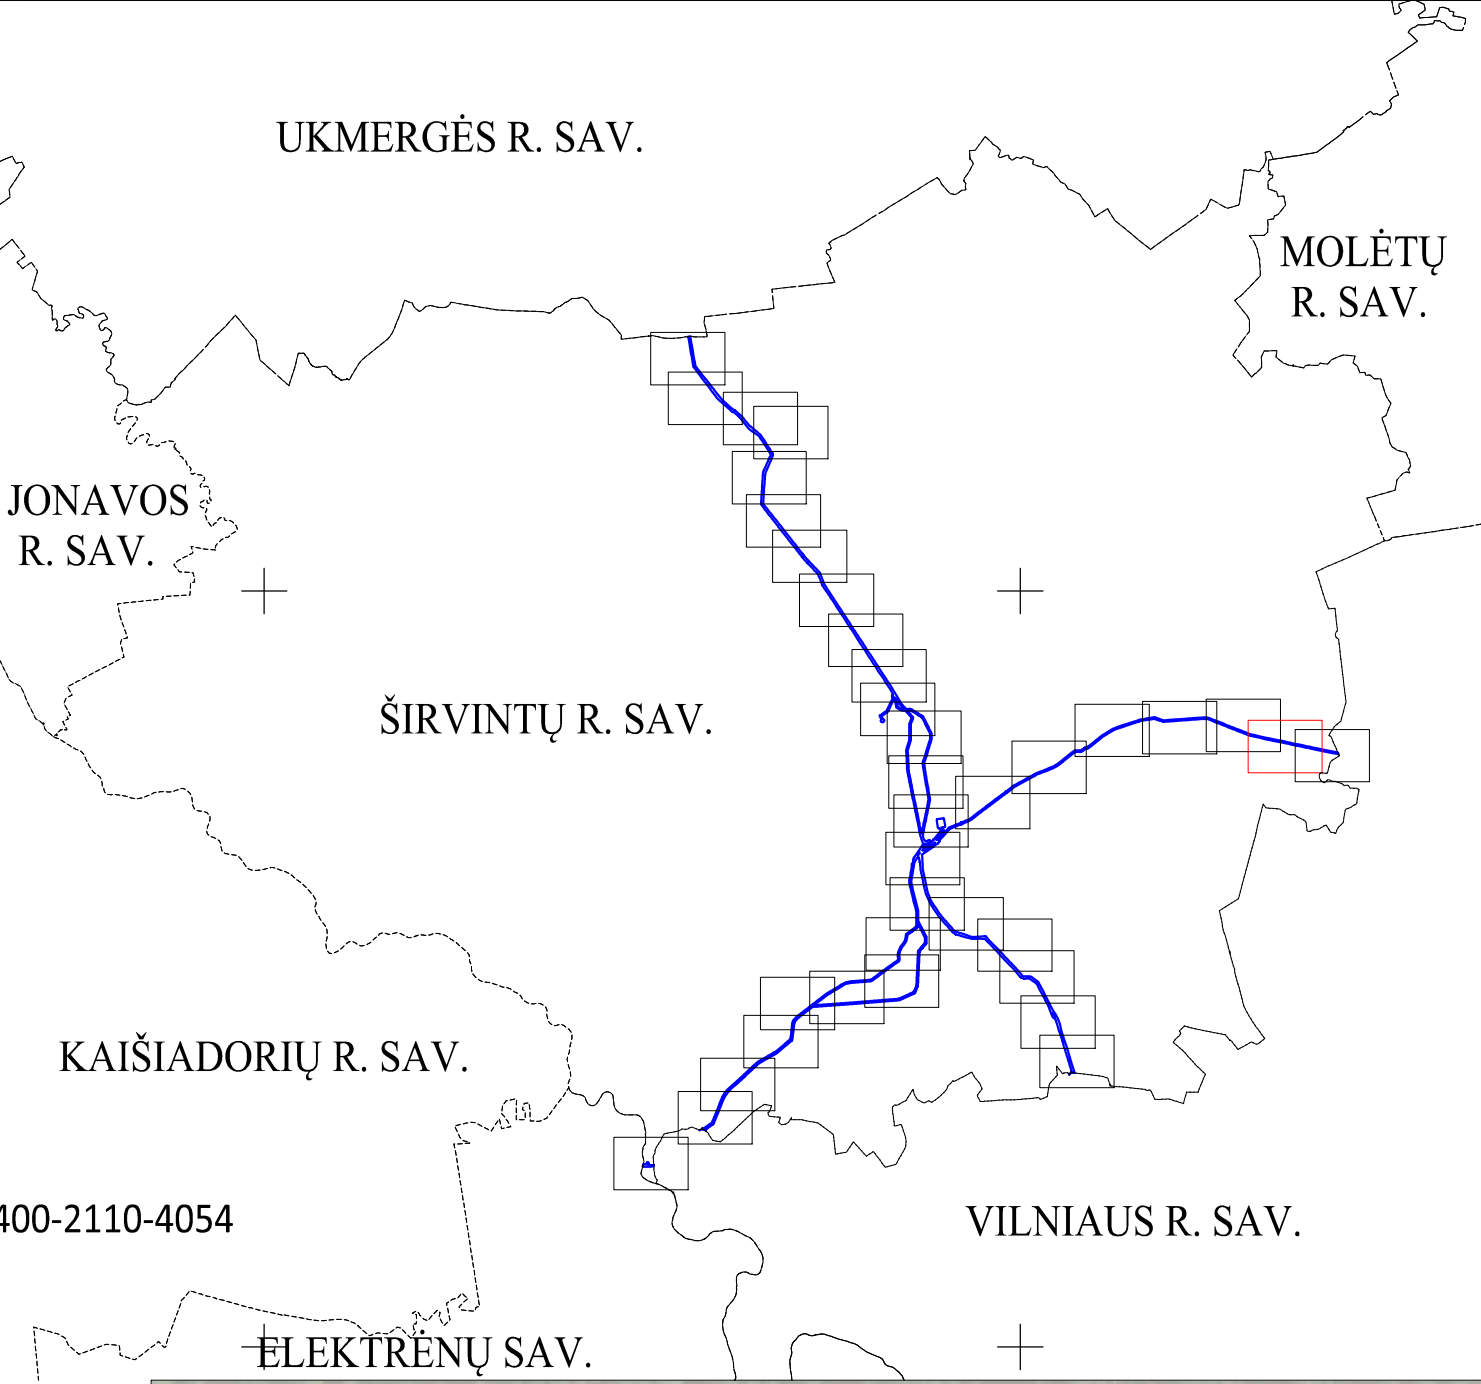 UKMERGĖS R. SAV.
MOLĖTŲ
R. SAV.
JONAVOS
R. SAV.
ŠIRVINTŲ R. SAV.
KAIŠIADORIŲ R. SAV.
400-2110-4054
VILNIAUS R. SAV.
ELEKTRĖNŲ SAV.